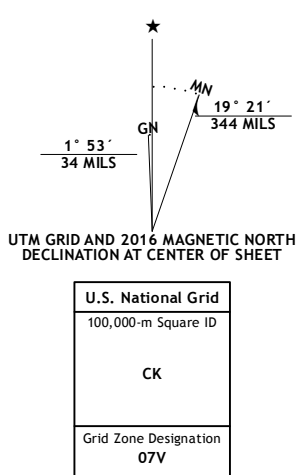 MN
19° 21´
344 MILS
GN
1° 53´
34 MILS
UTM GRID AND 2016 MAGNETIC NORTH
DECLINATION AT CENTER OF SHEET
U.S. National Grid
100,000-m Square ID
CK
Grid Zone Designation
07V